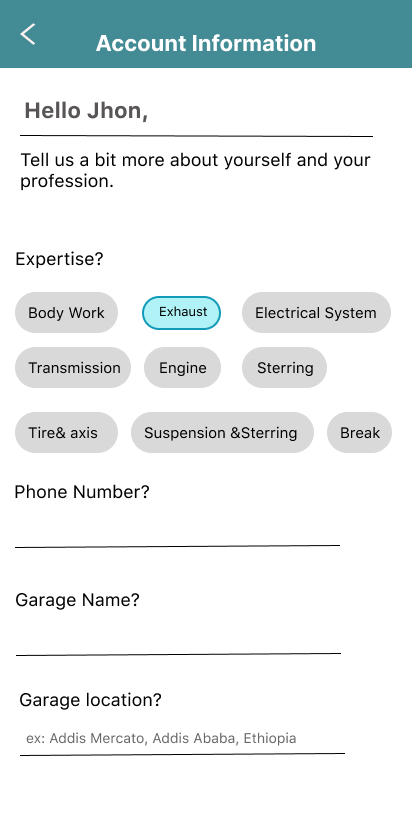 Account Information
Hello Jhon,
Tell us a bit more about yourself and your
profession.
Expertise?
Body Work
Exhaust
Electrical System
Transmission
Engine
Sterring
Tire& axis
Suspension &Sterring
Break
Phone Number?
Garage Name?
Garage location?
ex: Addis Mercato, Addis Ababa, Ethiopia